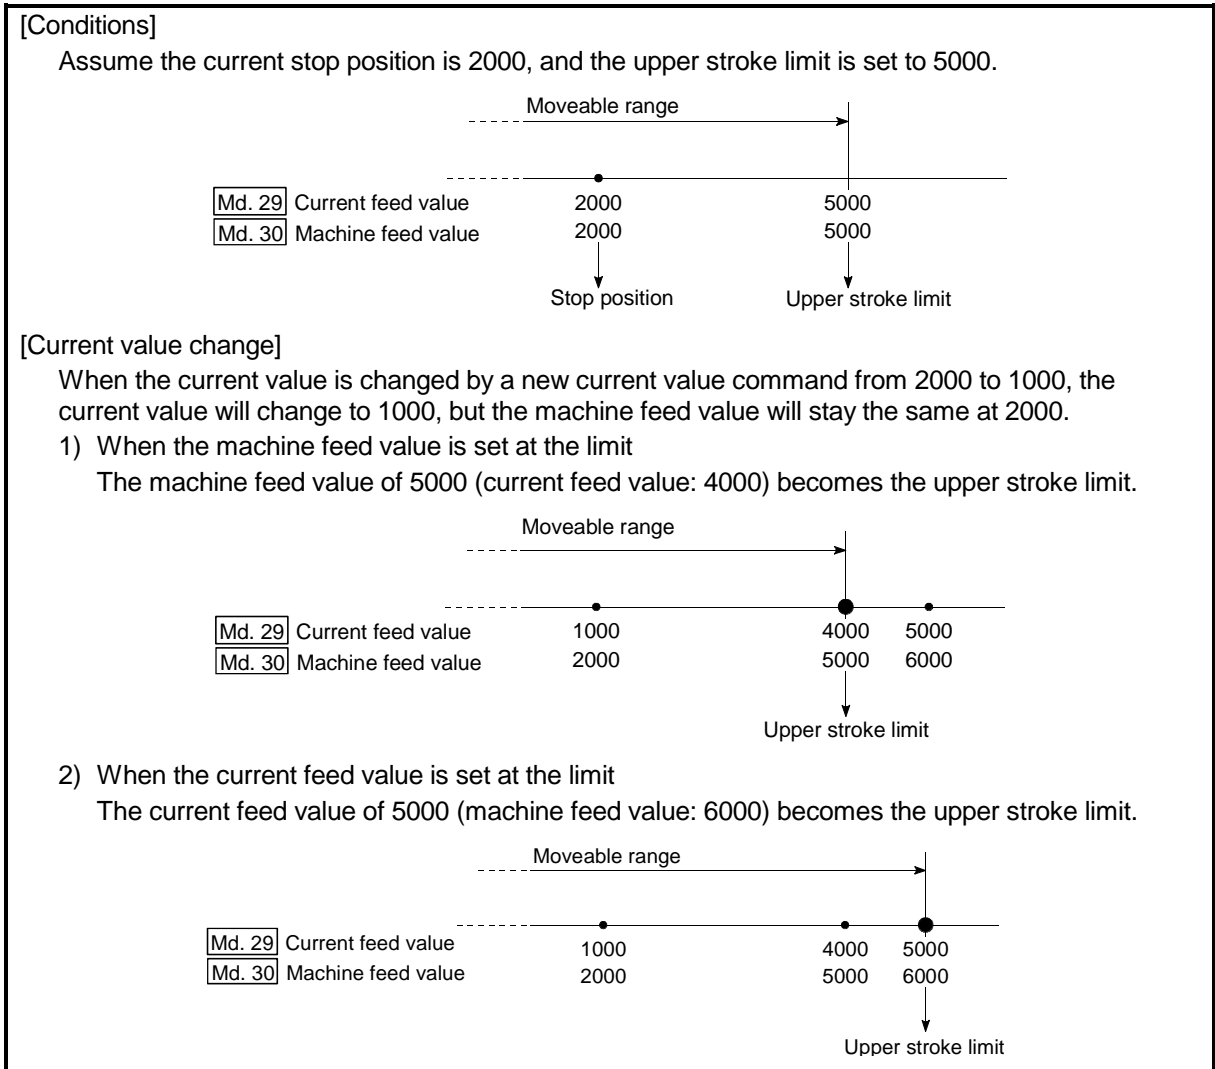 [Conditions]
Assume the current stop position is 2000, and the upper stroke limit is set to 5000.
Moveable range
Md. 29 Current feed value 2000 5000
Md. 30 Machine feed value 2000 5000
Stop position Upper stroke limit
[Current value change]
When the current value is changed by a new current value command from 2000 to 1000, the
current value will change to 1000, but the machine feed value will stay the same at 2000.
1) When the machine feed value is set at the limit
The machine feed value of 5000 (current feed value: 4000) becomes the upper stroke limit.
Moveable range
Md. 29 Current feed value 1000 4000 5000
Md. 30 Machine feed value 2000 5000 6000
Upper stroke limit
2) When the current feed value is set at the limit
The current feed value of 5000 (machine feed value: 6000) becomes the upper stroke limit.
Moveable range
Md. 29 Current feed value 1000 4000 5000
Md. 30 Machine feed value 2000 5000 6000
Upper stroke limit